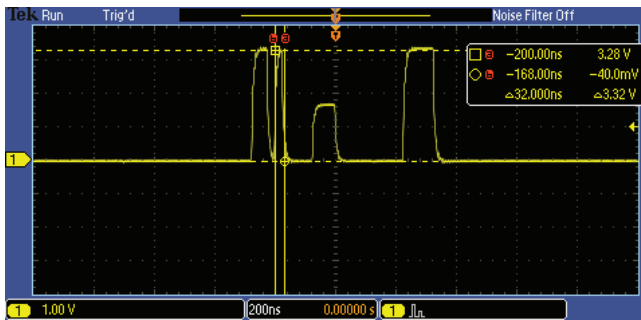 Tek Run Trig'd Noise Filter Off
a b
-200.00ns 3.28 V
-168.00ns -40.0mV
△32.000ns △3.32 V
1
1 1.00 V 200ns 0.00000 s 1